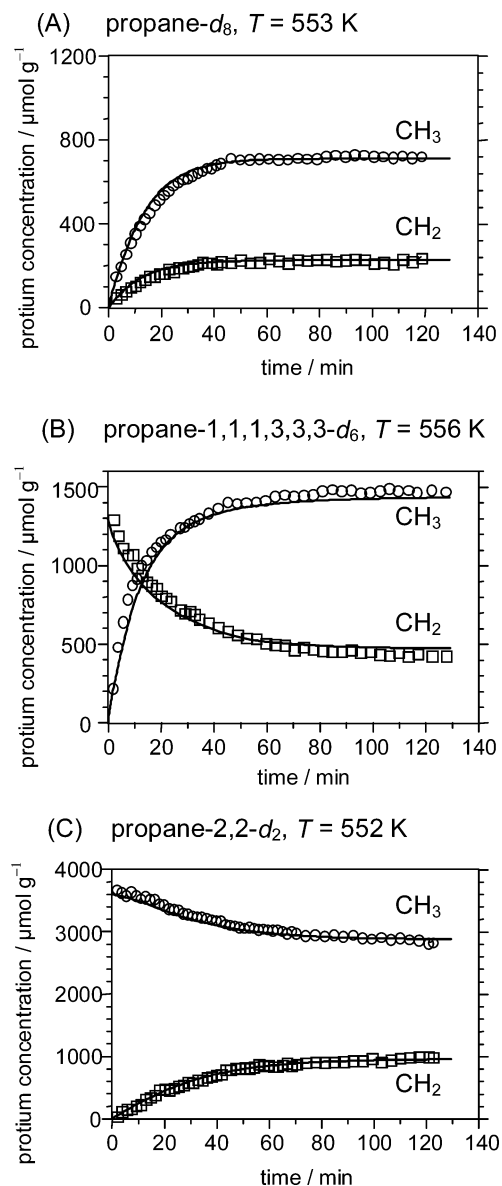 (A) propane-d8, T = 553 K
1200
800
400
0
protium concentration / μmol g−1
CH3
CH2
0 20 40 60 80 100 120 140
time / min
(B) propane-1,1,1,3,3,3-d6, T = 556 K
1500
1000
500
0
protium concentration / μmol g−1
CH3
CH2
0 20 40 60 80 100 120 140
time / min
(C) propane-2,2-d2, T = 552 K
4000
3000
2000
1000
0
protium concentration / μmol g−1
CH3
CH2
0 20 40 60 80 100 120 140
time / min